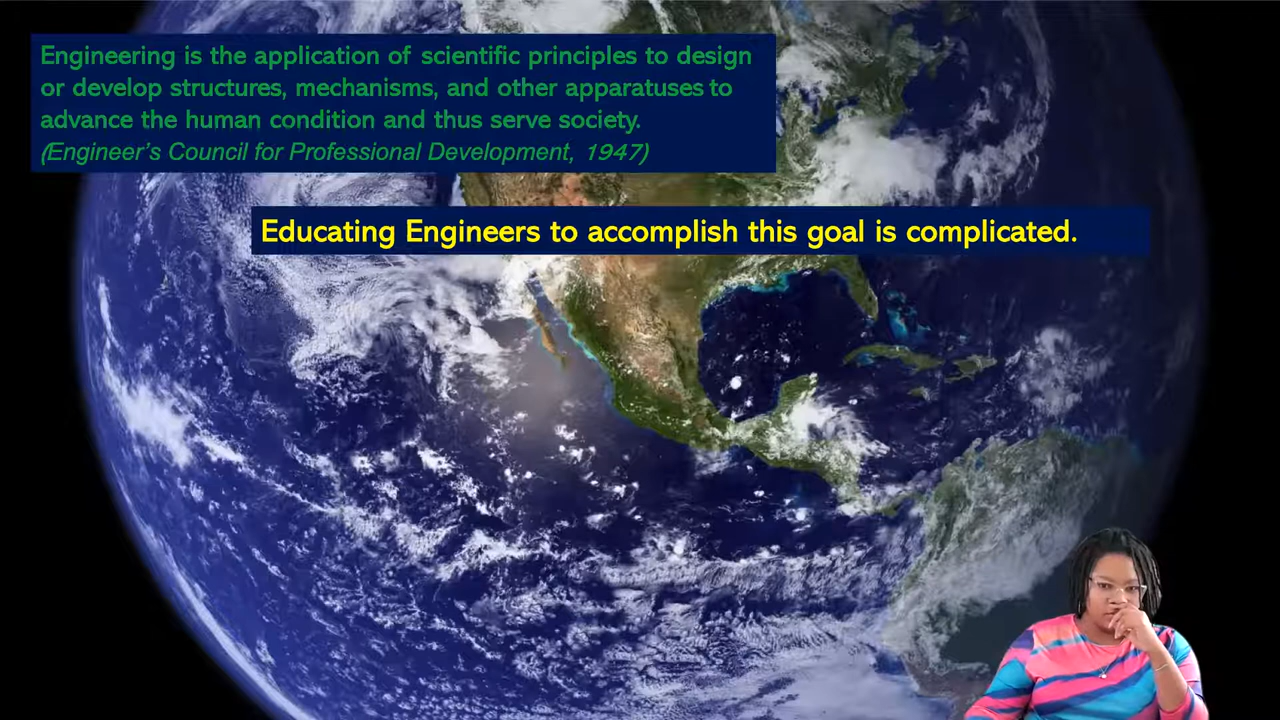 Engineering is the application of scientific principles to design
or develop structures, mechanisms, and other apparatuses to
advance the human condition and thus serve society.
(Engineer's Council for Professional Development, 1947)
Educating Engineers to accomplish this goal is complicated.